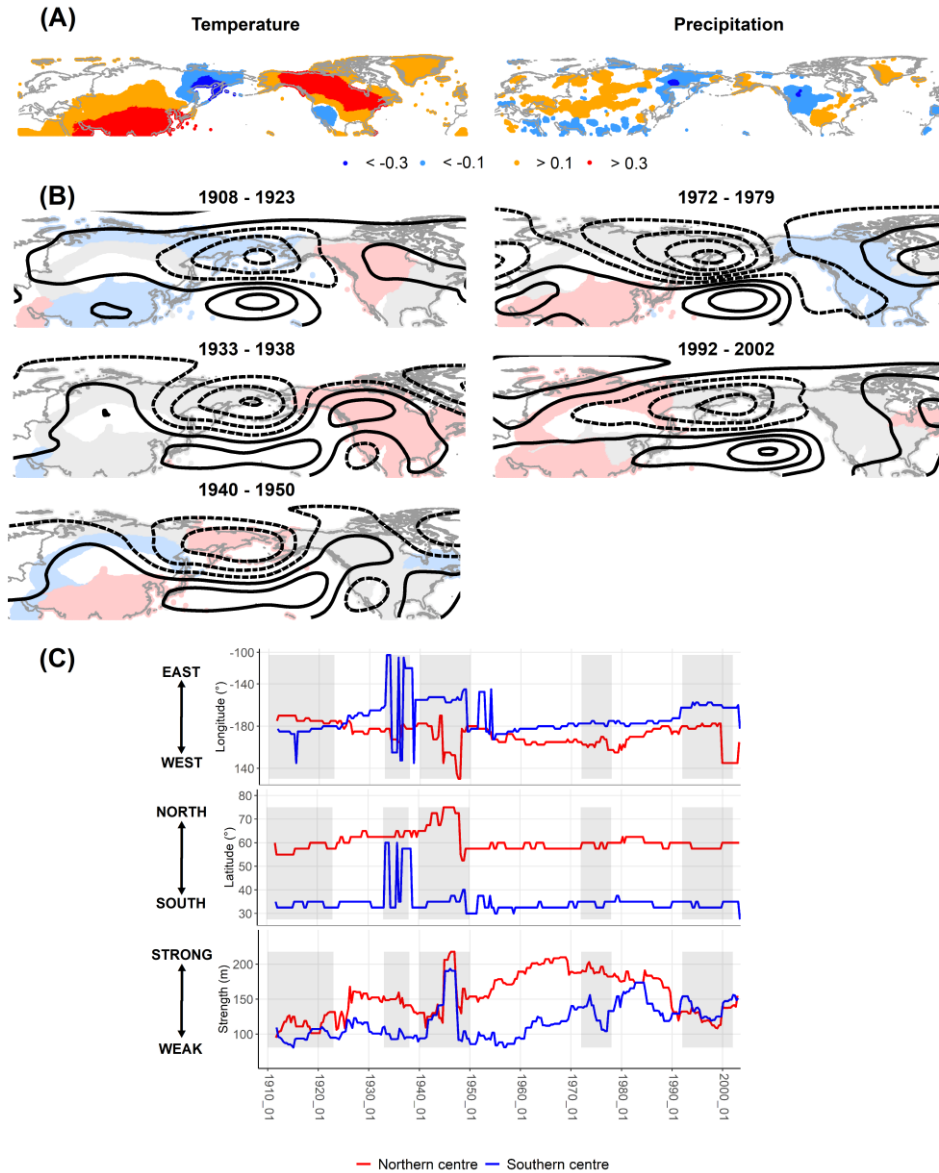 (A)
Temperature
Precipitation
< -0.3
< -0.1
> 0.1
> 0.3
(B)
1908 - 1923
1972 - 1979
1933 - 1938
1992 - 2002
1940 - 1950
(C)
EAST
WEST
Longitude (°)
-100
-140
-180
140
NORTH
SOUTH
Latitude (°)
80
70
60
50
40
30
STRONG
WEAK
Strength (m)
200
150
100
1910_01
1920_01
1930_01
1940_01
1950_01
1960_01
1970_01
1980_01
1990_01
2000_01
Northern centre
Southern centre